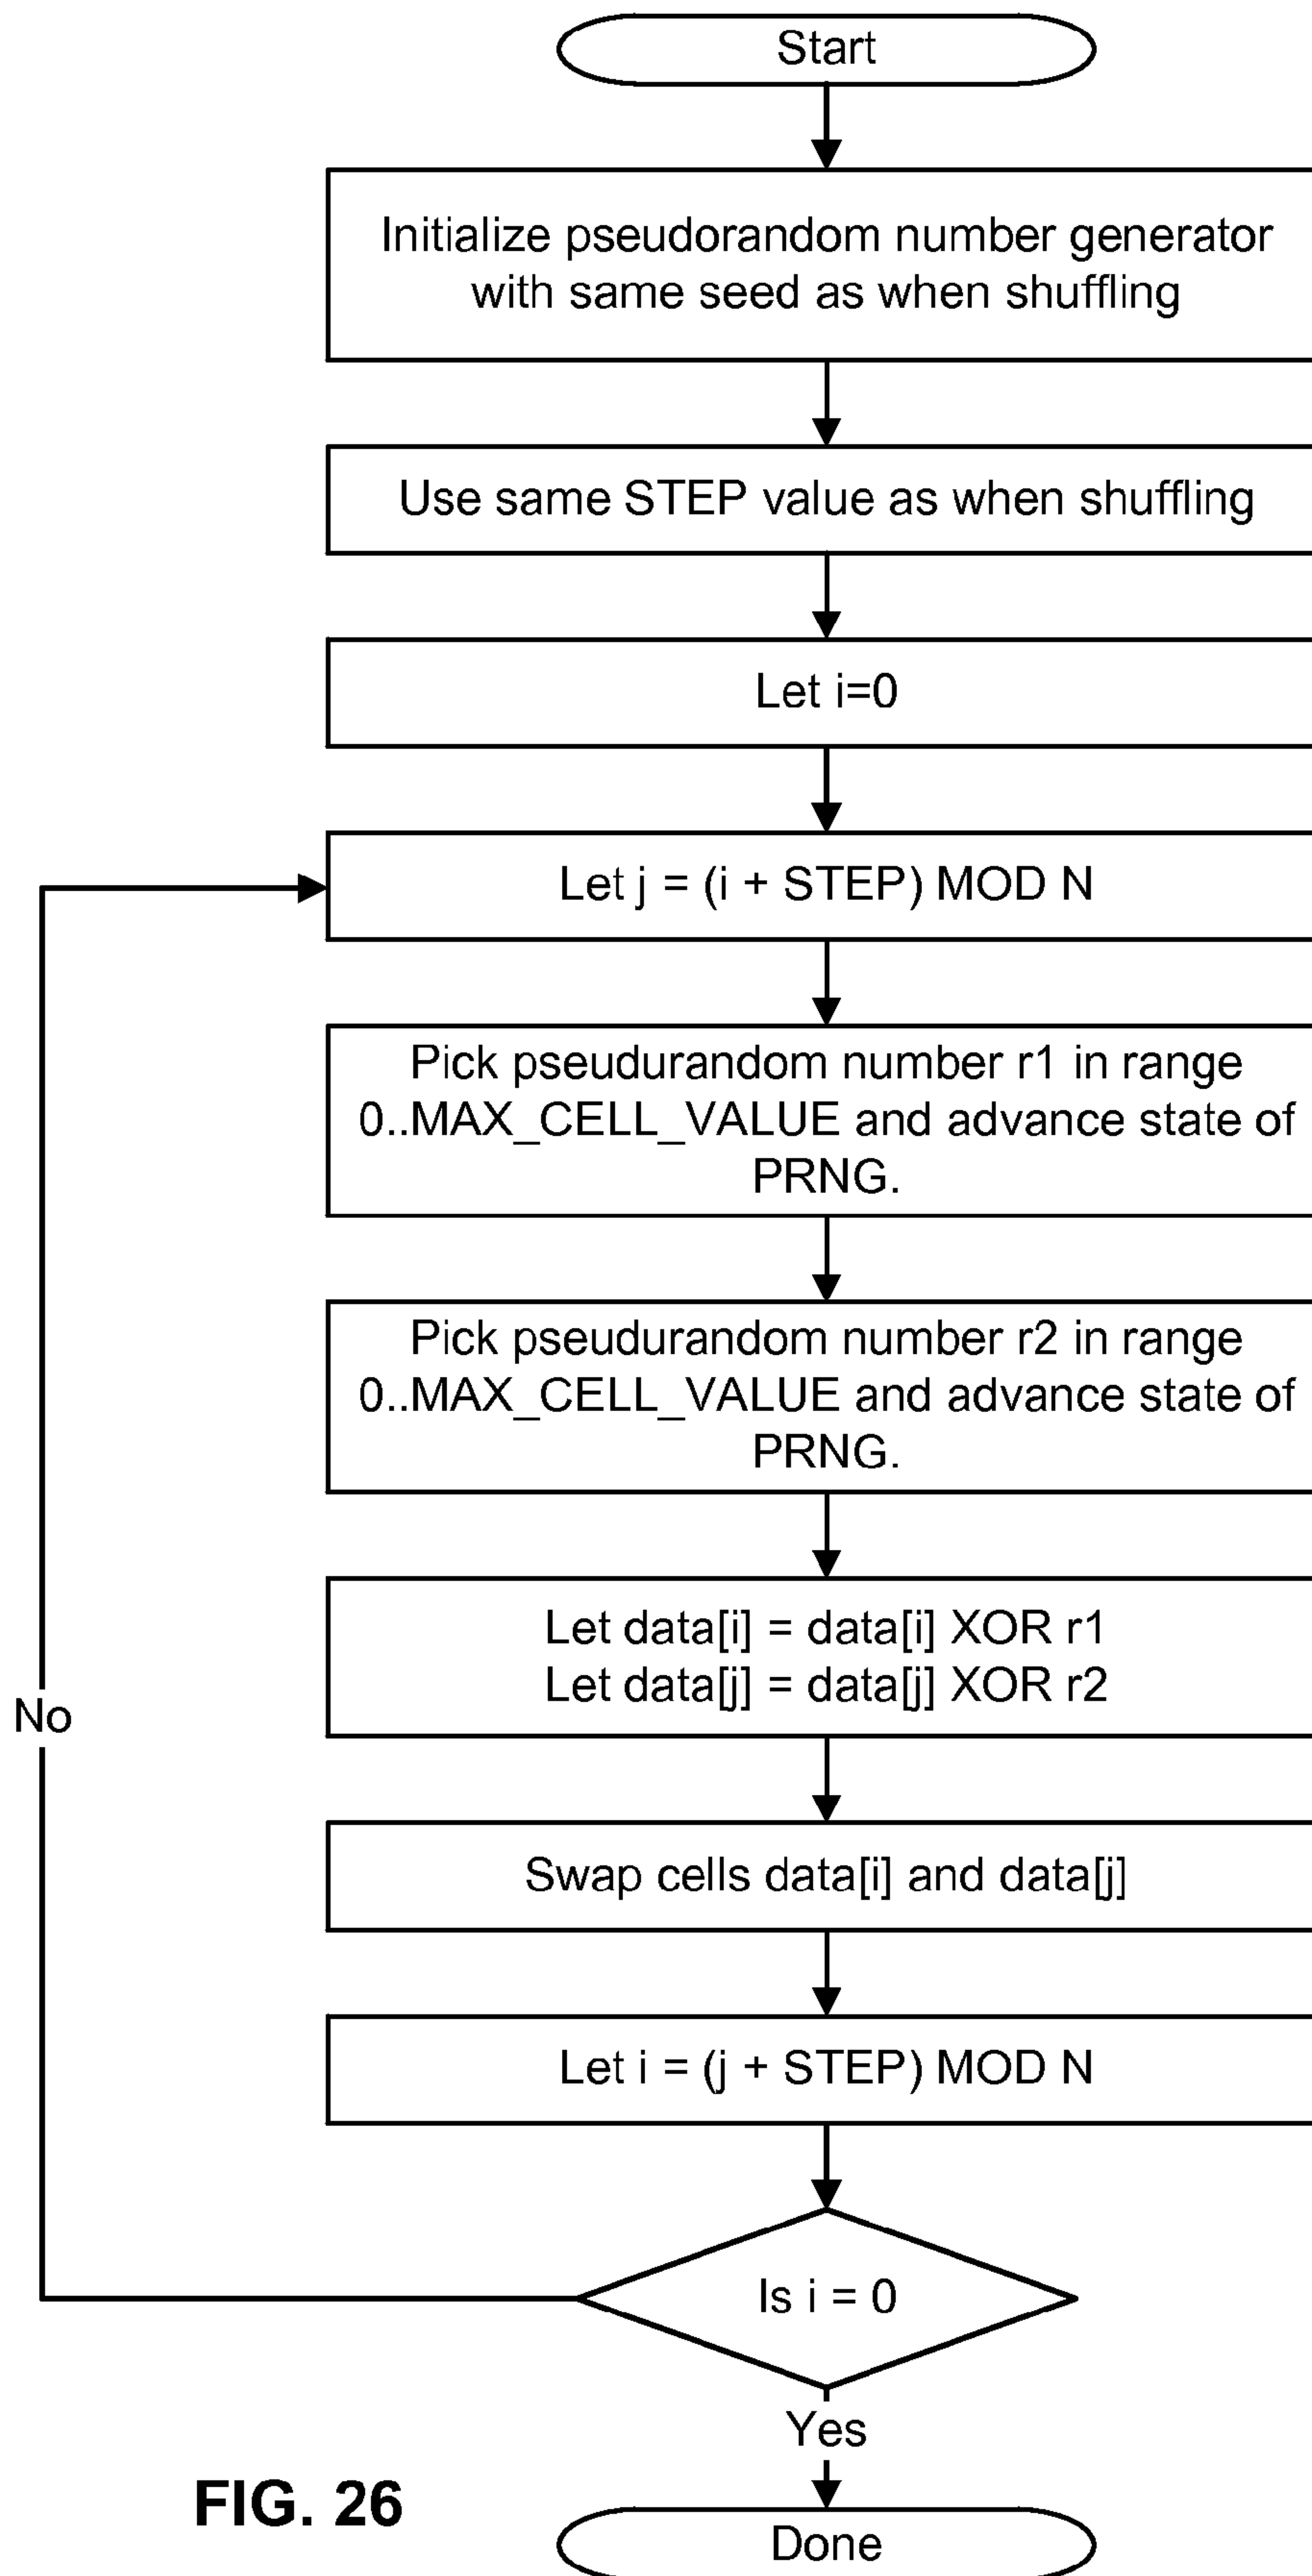 Start
Initialize pseudorandom number generator
with same seed as when shuffling
Use same STEP value as when shuffling
Let i=0
Let j = (i + STEP) MOD N
Pick pseudurandom number r1 in range
0..MAX_CELL_VALUE and advance state of
PRNG.
Pick pseudurandom number r2 in range
0..MAX_CELL_VALUE and advance state of
PRNG.
Let data[i] = data[i] XOR r1
Let data[j] = data[j] XOR r2
No
Swap cells data[i] and data[j]
Let i = (j + STEP) MOD N
Is i = 0
Yes
FIG. 26
Done